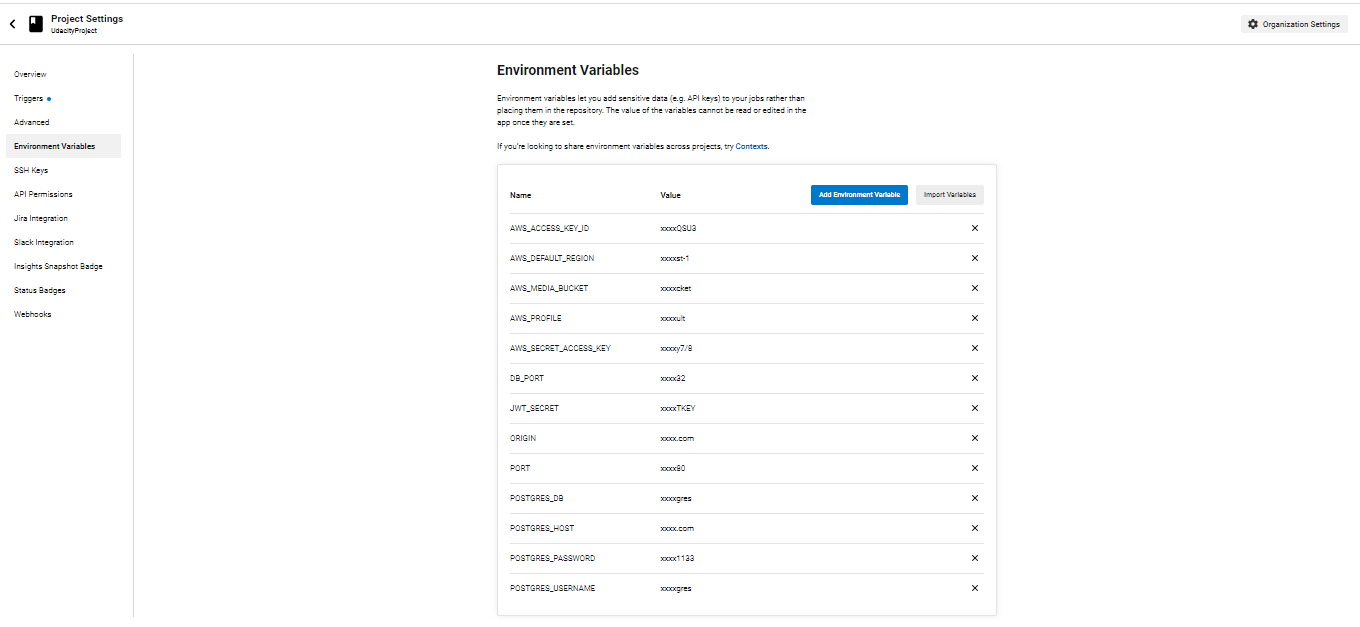 Project Settings
UdacityProject
Organization Settings
Overview
Triggers
Advanced
Environment Variables
SSH Keys
API Permissions
Jira Integration
Slack Integration
Insights Snapshot Badge
Status Badges
Webhooks
Environment Variables
Environment variables let you add sensitive data (e.g. API keys) to your jobs rather than
placing them in the repository. The value of the variables cannot be read or edited in the
app once they are set.
If you're looking to share environment variables across projects, try Contexts.
Name Value Add Environment Variable Import Variables
AWS_ACCESS_KEY_ID xxxxQSU3
AWS_DEFAULT_REGION xxxxst-1
AWS_MEDIA_BUCKET xxxxcket
AWS_PROFILE xxxxult
AWS_SECRET_ACCESS_KEY xxxxy7/8
DB_PORT xxxx32
JWT_SECRET xxxxTKEY
ORIGIN xxxx.com
PORT xxxx80
POSTGRES_DB xxxxgres
POSTGRES_HOST xxxx.com
POSTGRES_PASSWORD xxxx1133
POSTGRES_USERNAME xxxxgres